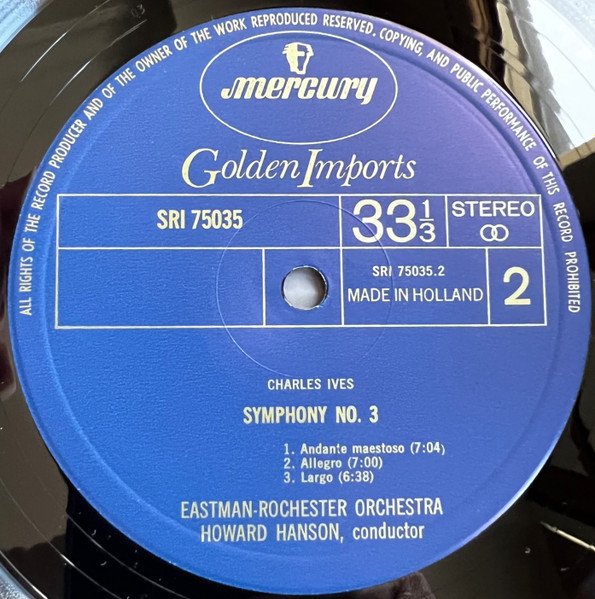 ALL RIGHTS OF THE RECORD PRODUCER AND OF THE OWNER OF THE WORK REPRODUCED RESERVED. COPYING, AND PUBLIC PERFORMANCE OF THIS RECORD PROHIBITED
mercury
Golden Imports
SRI 75035
33 1/3
STEREO
SRI 75035.2
MADE IN HOLLAND
2
CHARLES IVES
SYMPHONY NO. 3
1. Andante maestoso (7:04)
2. Allegro (7:00)
3. Largo (6:38)
EASTMAN-ROCHESTER ORCHESTRA
HOWARD HANSON, conductor